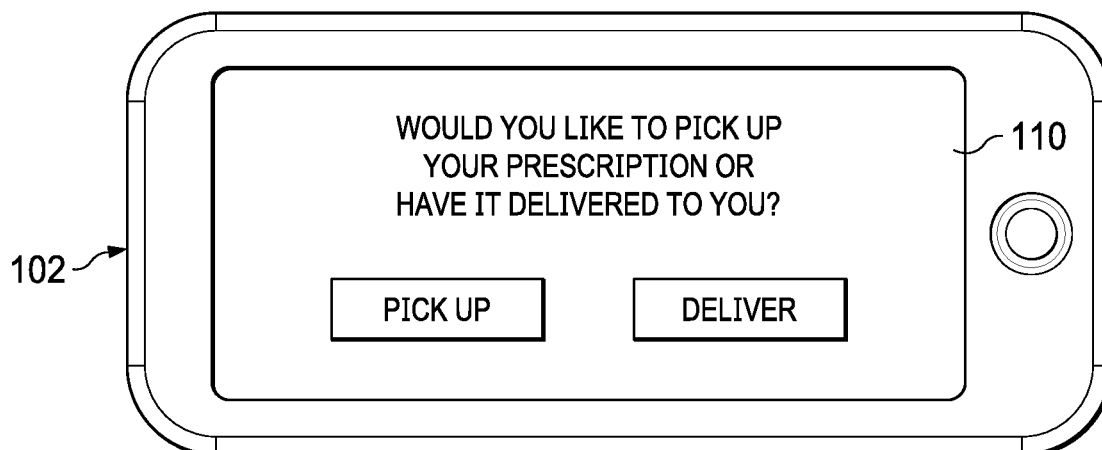 WOULD YOU LIKE TO PICK UP
YOUR PRESCRIPTION OR
HAVE IT DELIVERED TO YOU?
110
102
PICK UP
DELIVER